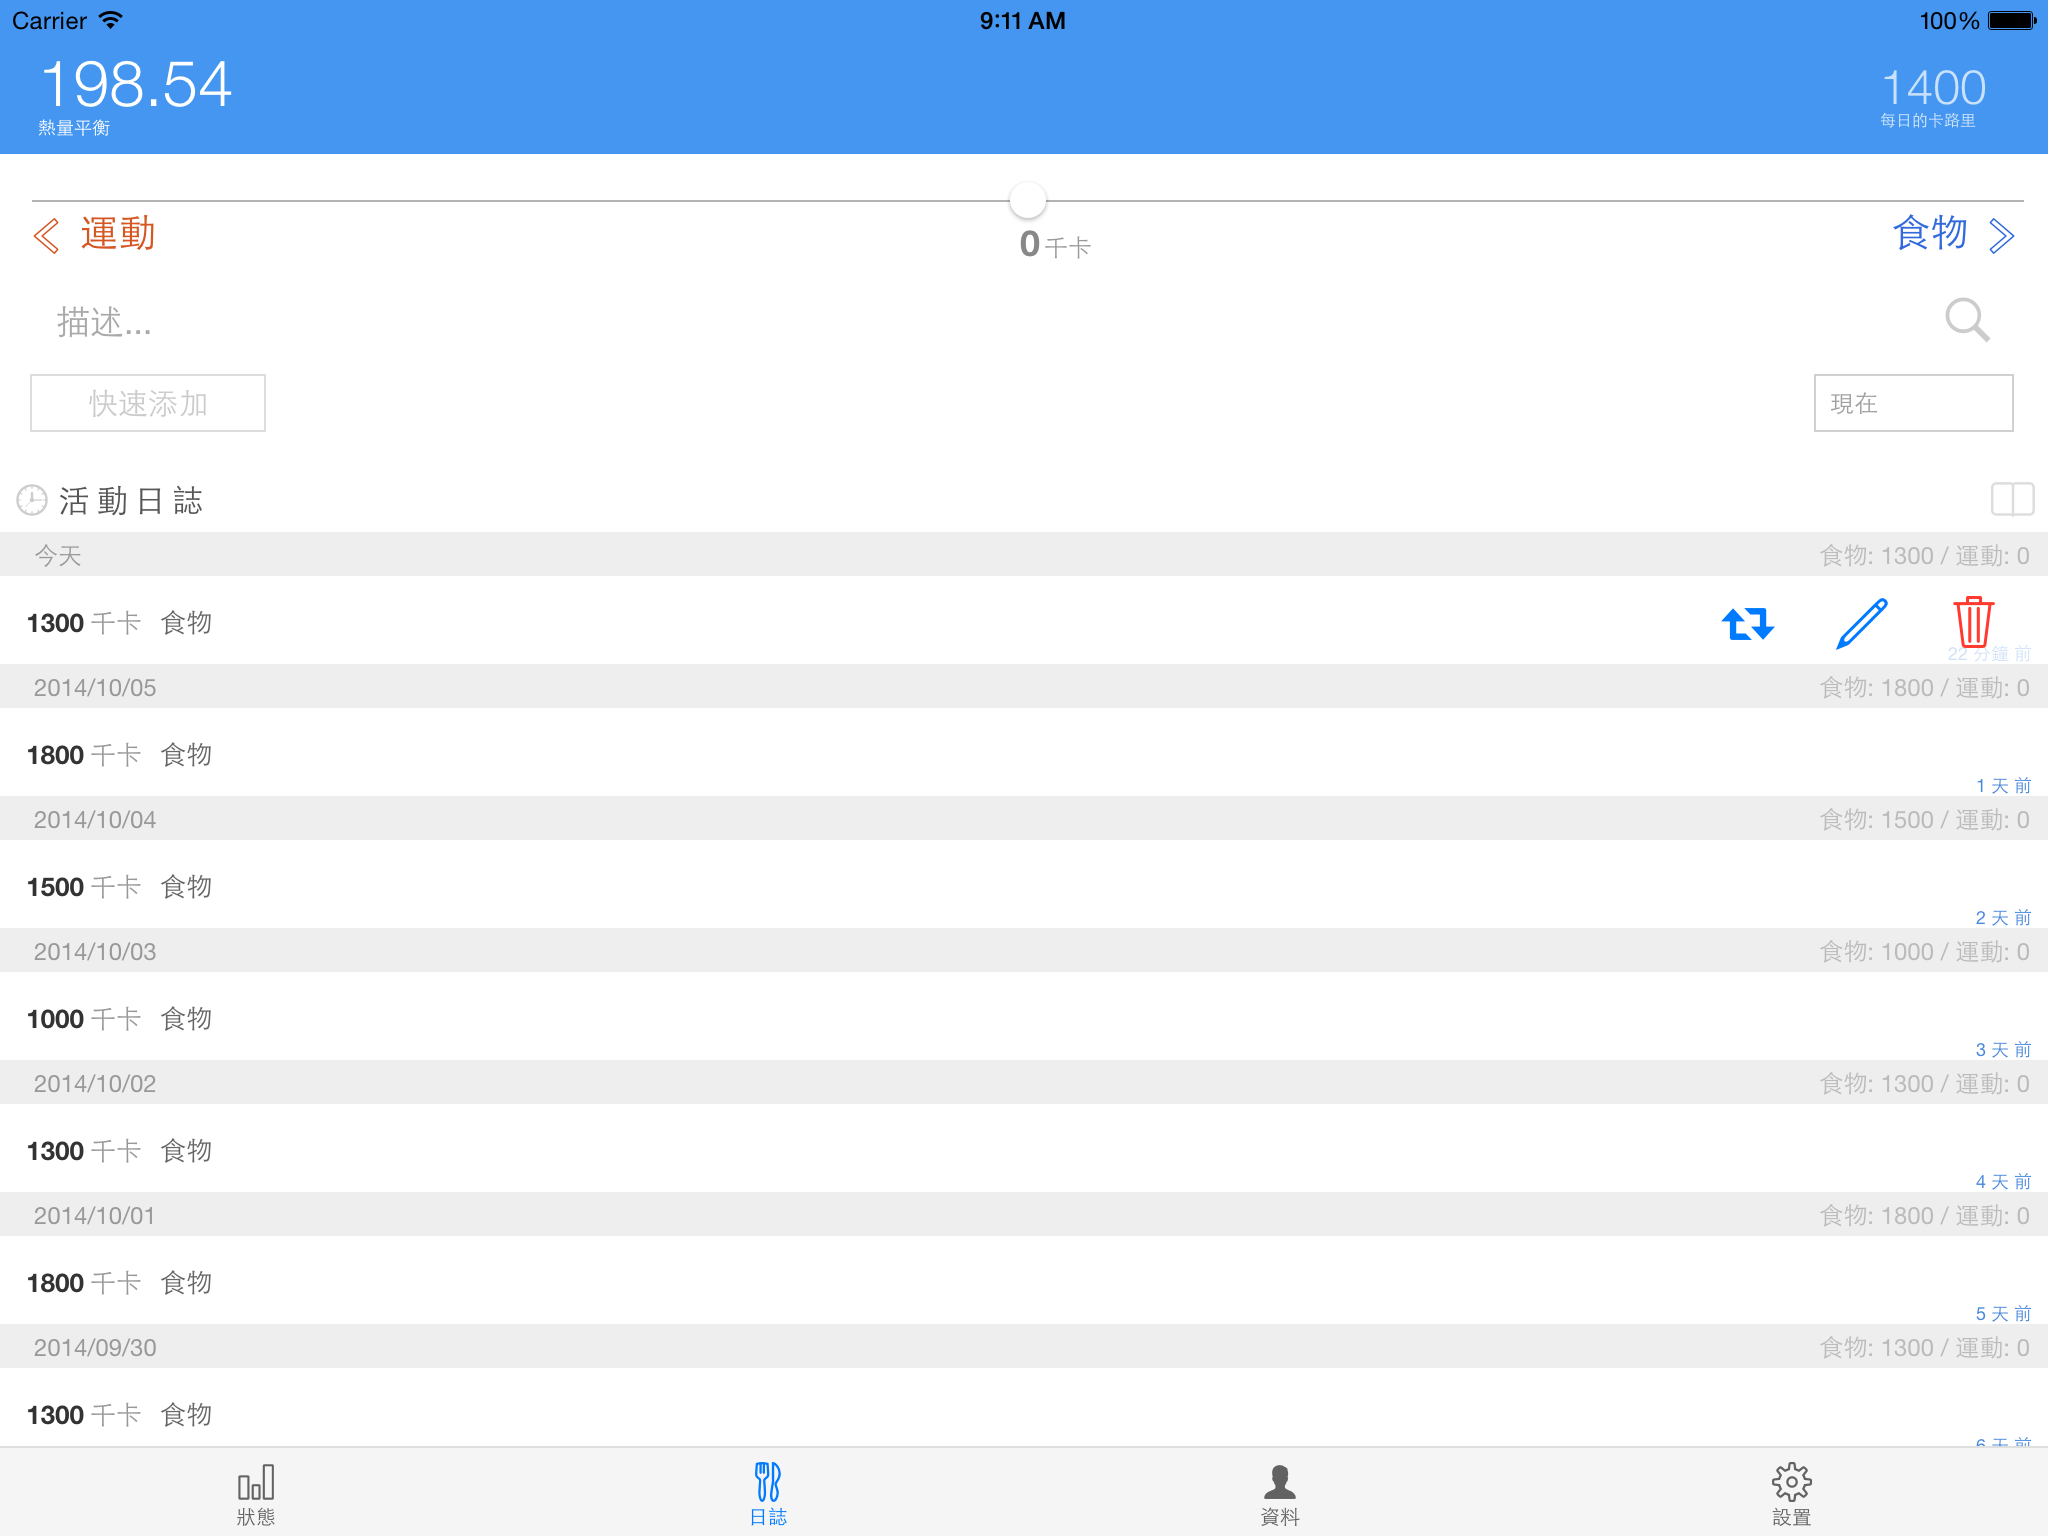 Carrier 9:11 AM 100%
198.54 1400
熱量平衡 每日的卡路里
運動 0 千卡 食物
描述...
快速添加 現在
活動日誌
今天 食物: 1300 / 運動: 0
1300 千卡 食物
22 分鐘 前
2014/10/05 食物: 1800 / 運動: 0
1800 千卡 食物
1 天 前
2014/10/04 食物: 1500 / 運動: 0
1500 千卡 食物
2 天 前
2014/10/03 食物: 1000 / 運動: 0
1000 千卡 食物
3 天 前
2014/10/02 食物: 1300 / 運動: 0
1300 千卡 食物
4 天 前
2014/10/01 食物: 1800 / 運動: 0
1800 千卡 食物
5 天 前
2014/09/30 食物: 1300 / 運動: 0
1300 千卡 食物
6 天 前
狀態 日誌 資料 設置